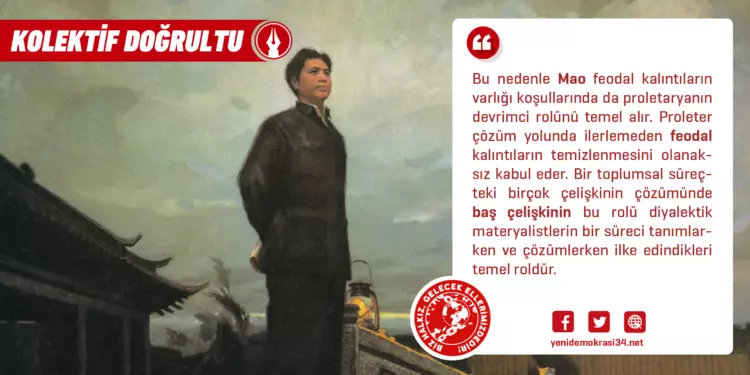 KOLEKTİF DOĞRULTU
Bu nedenle Mao feodal kalıntıların
varlığı koşullarında da proletaryanın
devrimci rolünü temel alır. Proleter
çözüm yolunda ilerlemeden feodal
kalıntıların temizlenmesini olanak-
sız kabul eder. Bir toplumsal süreç-
teki birçok çelişkinin çözümünde
baş çelişkinin bu rolü diyalektik
materyalistlerin bir süreci tanımlar-
ken ve çözümlerken ilke edindikleri
temel roldür.
BİZ HALKIZ, GELECEK ELLERİMİZDEDİR!
yenidemokrasi34.net